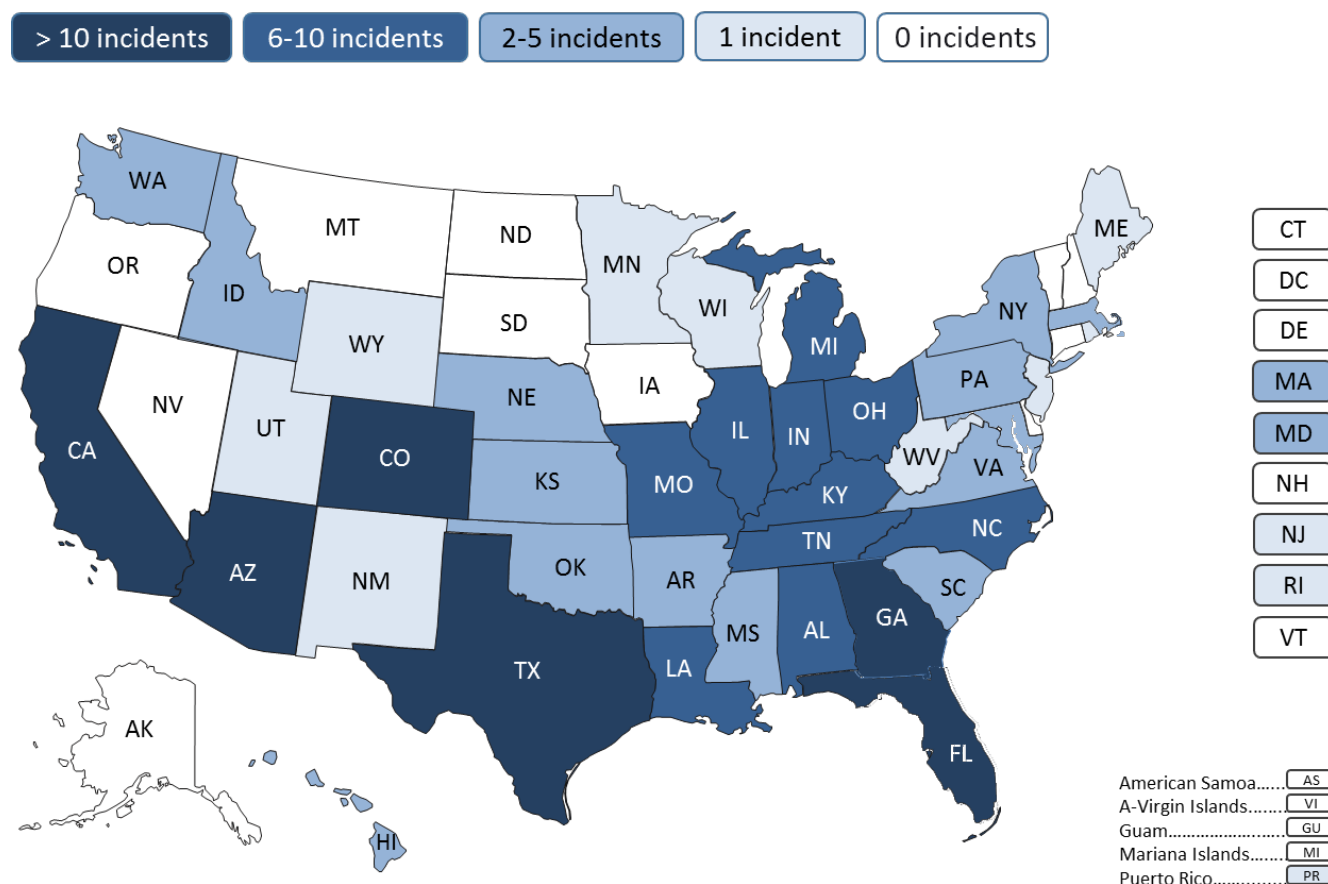 > 10 incidents
6-10 incidents
2-5 incidents
1 incident
0 incidents
WA
MT
ND
MN
ME
OR
ID
SD
WI
NY
WY
MI
NV
NE
IA
PA
UT
IL
IN
OH
CA
CO
KS
MO
WV
VA
KY
NC
AZ
NM
OK
TN
AR
SC
MS
AL
GA
TX
LA
AK
FL
HI
CT
DC
DE
MA
MD
NH
NJ
RI
VT
American Samoa...... AS
A-Virgin Islands....... VI
Guam........................ GU
Mariana Islands....... MI
Puerto Rico............. PR